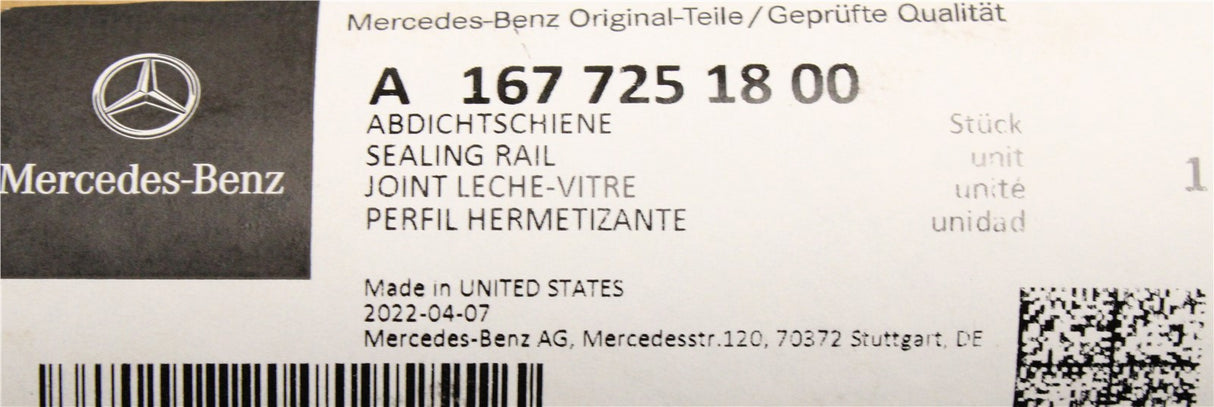 Mercedes-Benz Original-Teile/Geprüfte Qualität
Mercedes-Benz
A 167 725 18 00
ABDICHTSCHIENE Stück
SEALING RAIL unit
JOINT LECHE-VITRE unité
PERFIL HERMETIZANTE unidad
1
Made in UNITED STATES
2022-04-07
Mercedes-Benz AG, Mercedesstr.120, 70372 Stuttgart, DE